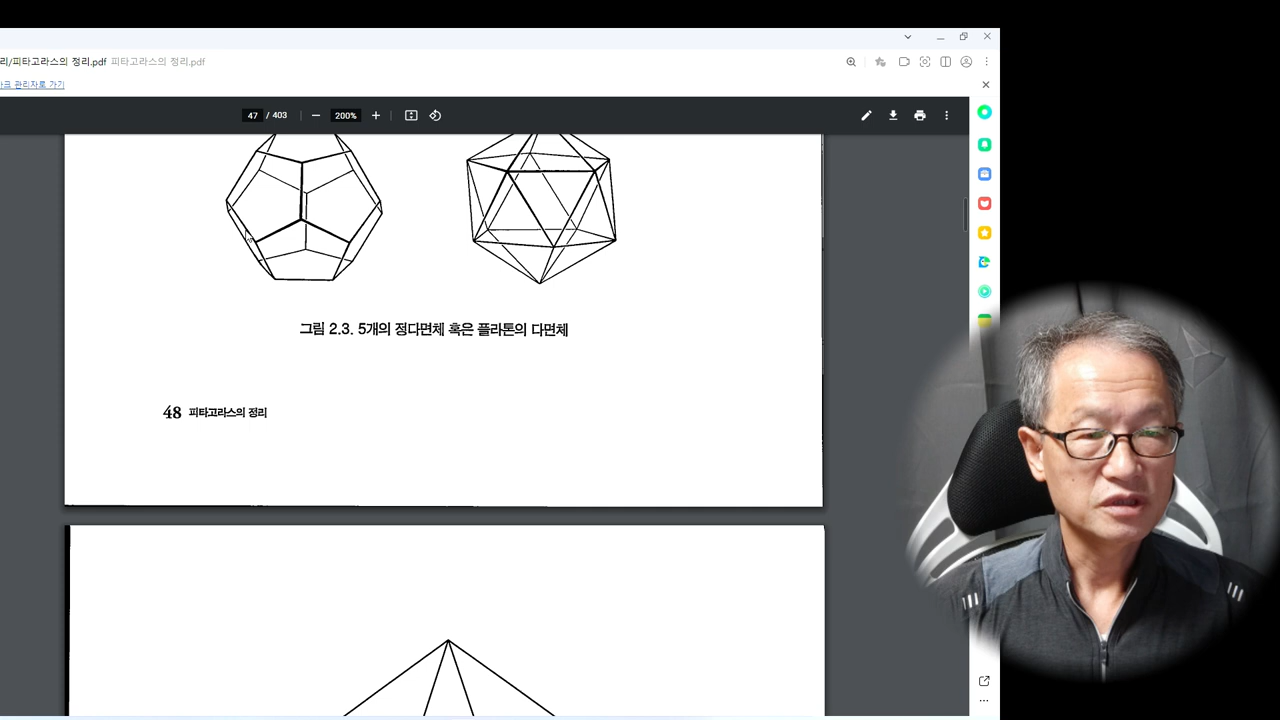 리/피타고라스의 정리.pdf 피타고라스의 정리.pdf
마크 관리자로 가기
47 / 403
200%
그림 2.3. 5개의 정다면체 혹은 플라톤의 다면체
48 피타고라스의 정리